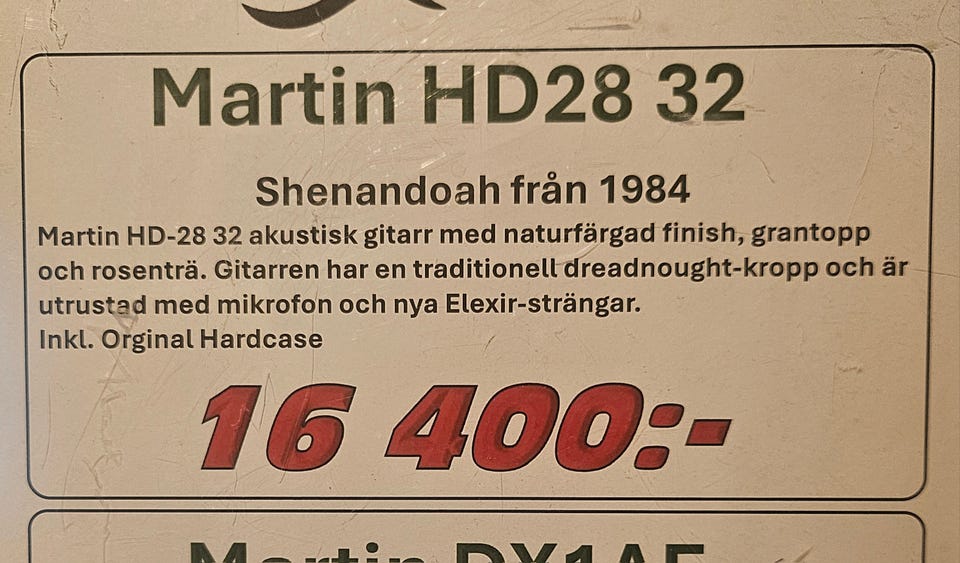 Martin HD28 32
Shenandoah från 1984
Martin HD-28 32 akustisk gitarr med naturfärgad finish, grantopp
och rosenträ. Gitarren har en traditionell dreadnought-kropp och är
utrustad med mikrofon och nya Elexir-strängar.
Inkl. Orginal Hardcase
16 400:-
Martin DX1AE